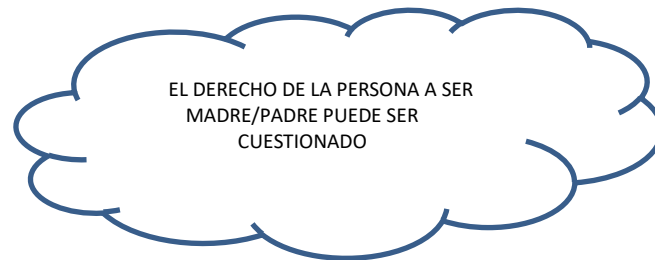 EL DERECHO DE LA PERSONA A SER
MADRE/PADRE PUEDE SER
CUESTIONADO